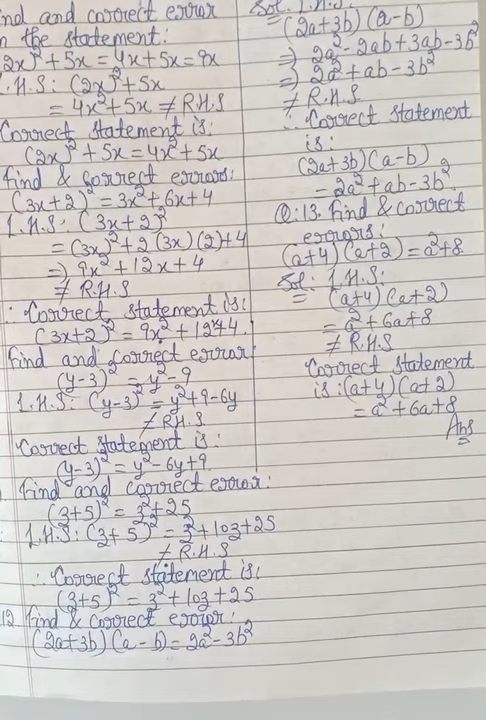 ind and correct error
n the statement:
2x)² + 5x = 4x + 5x = 9x
L.H.S: (2x)² + 5x
= 4x² + 5x ≠ R.H.S
Correct statement is:
(2x)² + 5x = 4x² + 5x
Find & correct errors:
(3x + 2)² = 3x² + 6x + 4
L.H.S: (3x + 2)²
= (3x)² + 2 (3x) (2) + 4
⇒ 9x² + 12x + 4
≠ R.H.S
∴ Correct statement is:
(3x+2)² = 9x² + 12x+4.
Find and correct error:
(y-3)² = y² - 9
L.H.S: (y-3)² = y² + 9 - 6y
≠ R.H.S
Correct statement is:
(y-3)² = y² - 6y + 9
Find and correct error:
(z+5)² = z² + 25
L.H.S: (z+5)² = z² + 10z + 25
≠ R.H.S
∴ Correct statement is:
(z+5)² = z² + 10z + 25
12 Find & correct error:
(2a+3b) (a-b) = 2a² - 3b²
Sol. L.H.S.
= (2a+3b) (a-b)
⇒ 2a² - 2ab + 3ab - 3b²
⇒ 2a² + ab - 3b²
≠ R.H.S
∴ Correct statement
is:
(2a+3b) (a-b)
= 2a² + ab - 3b².
Q:13. Find & correct
errors:
(a+4) (a+2) = a² + 8.
Sol: L.H.S:
= (a+4) (a+2)
= a² + 6a + 8
≠ R.H.S
Correct statement
is: (a+4) (a+2)
= a² + 6a + 8
Ans